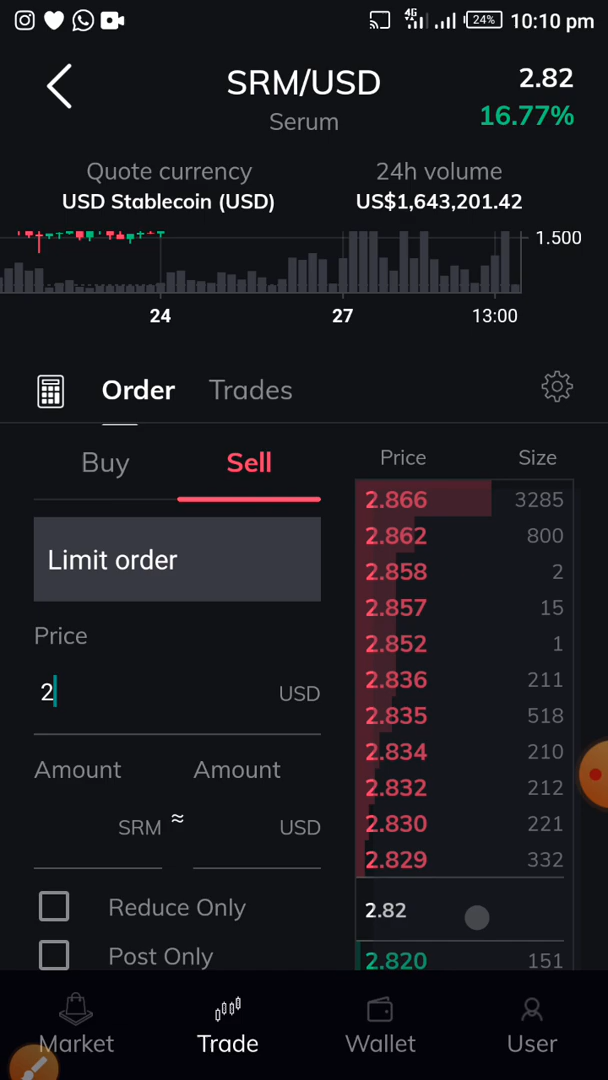 4G 24% 10:10 pm
SRM/USD 2.82
Serum 16.77%
Quote currency 24h volume
USD Stablecoin (USD) US$1,643,201.42
1.500
24 27 13:00
Order Trades
Buy Sell Price Size
2.866 3285
Limit order 2.862 800
2.858 2
2.857 15
Price 2.852 1
2 USD 2.836 211
2.835 518
Amount Amount 2.834 210
2.832 212
SRM ≈ USD 2.830 221
2.829 332
Reduce Only 2.82
Post Only 2.820 151
Market Trade Wallet User